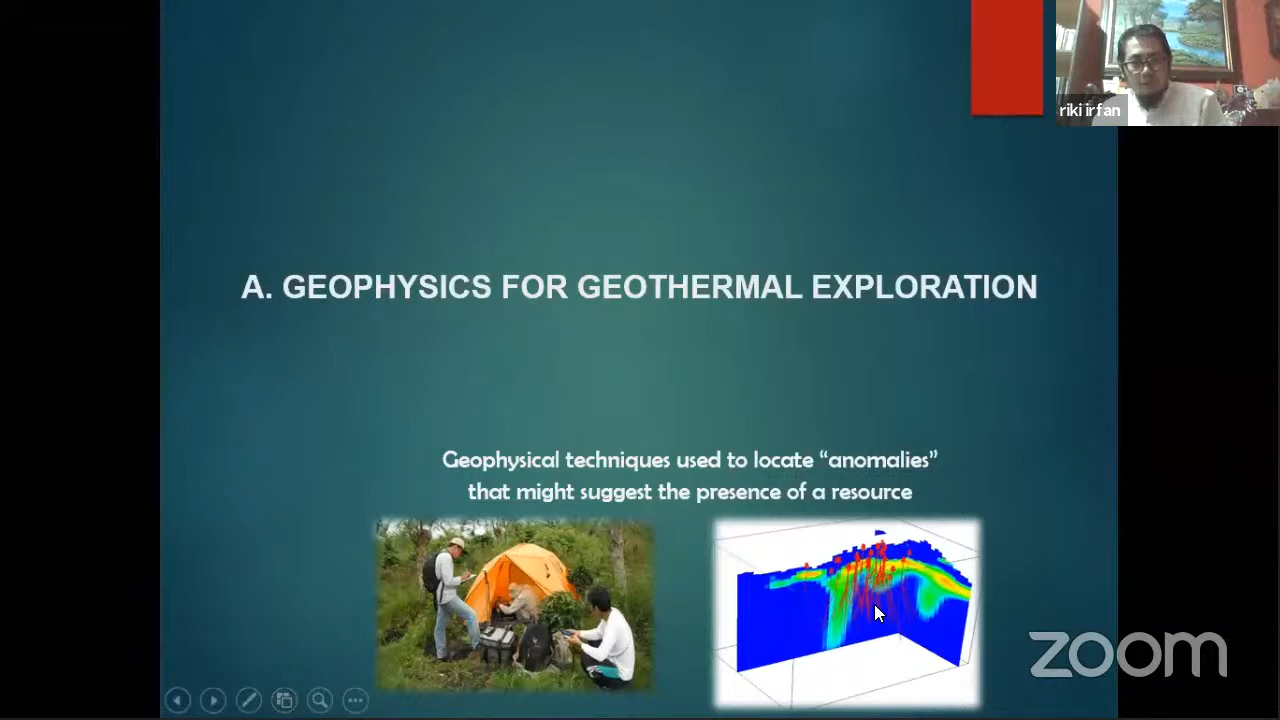 riki irfan
A. GEOPHYSICS FOR GEOTHERMAL EXPLORATION
Geophysical techniques used to locate “anomalies”
that might suggest the presence of a resource
zoom